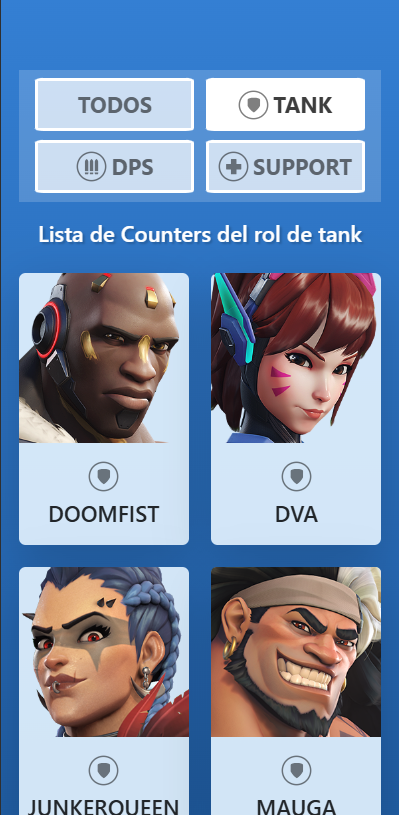 TODOS
TANK
DPS
SUPPORT
Lista de Counters del rol de tank
DOOMFIST
DVA
JUNKERQUEEN
MAUGA